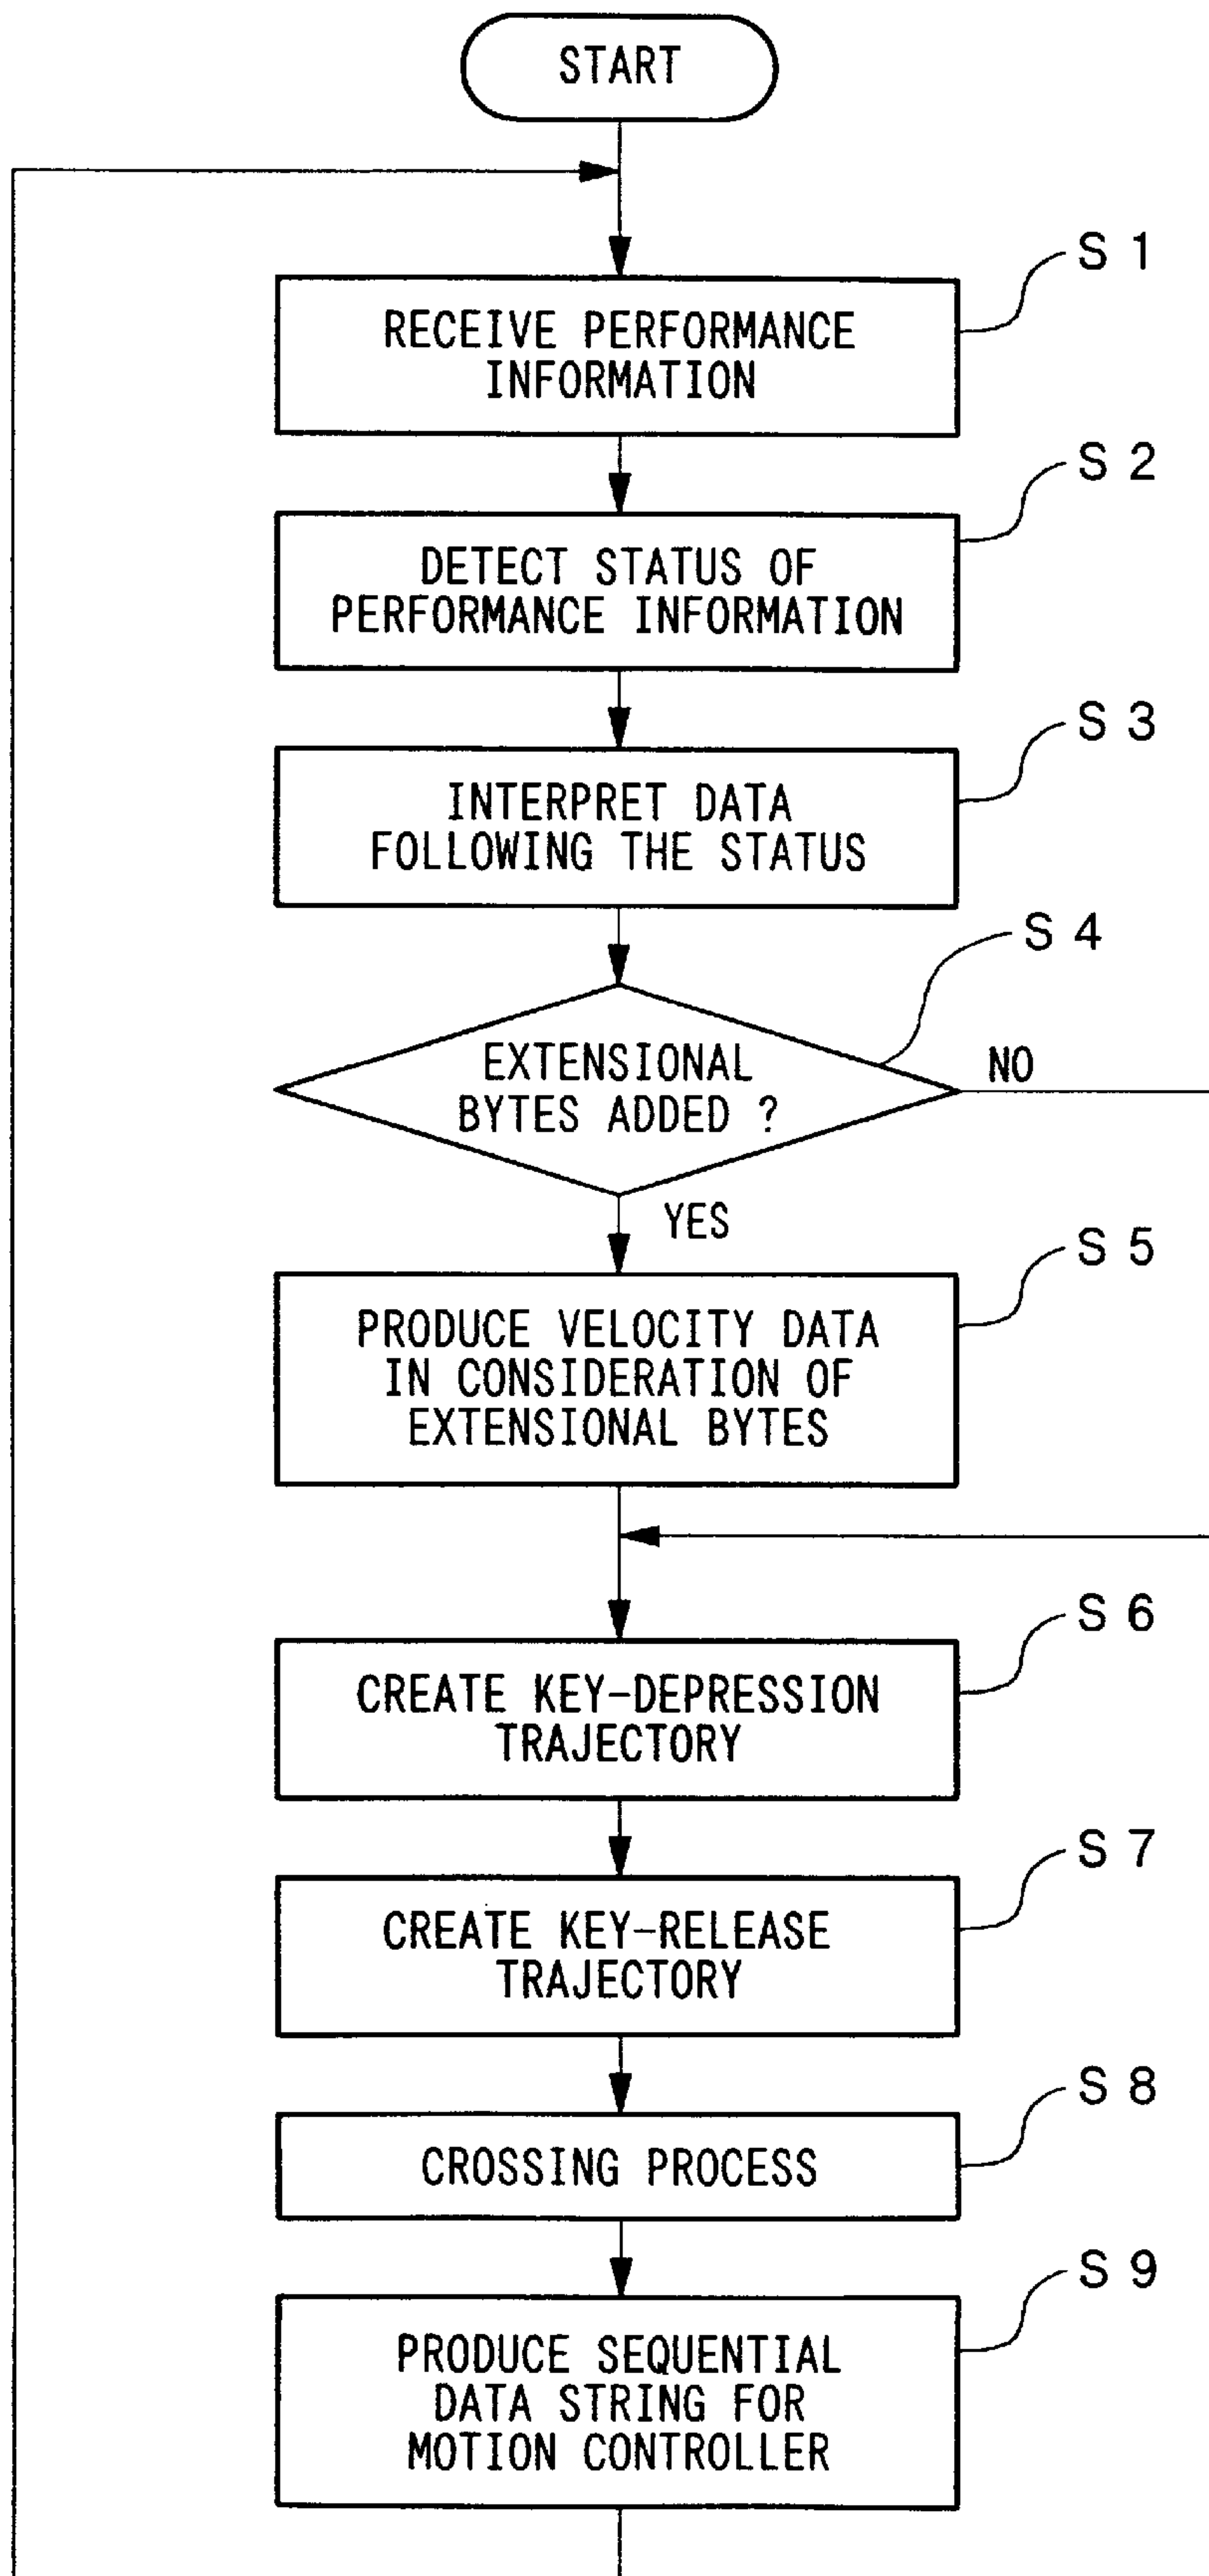 START
S 1
RECEIVE PERFORMANCE
INFORMATION
S 2
DETECT STATUS OF
PERFORMANCE INFORMATION
S 3
INTERPRET DATA
FOLLOWING THE STATUS
S 4
EXTENSIONAL
BYTES ADDED ?
NO
YES
S 5
PRODUCE VELOCITY DATA
IN CONSIDERATION OF
EXTENSIONAL BYTES
S 6
CREATE KEY-DEPRESSION
TRAJECTORY
S 7
CREATE KEY-RELEASE
TRAJECTORY
S 8
CROSSING PROCESS
S 9
PRODUCE SEQUENTIAL
DATA STRING FOR
MOTION CONTROLLER